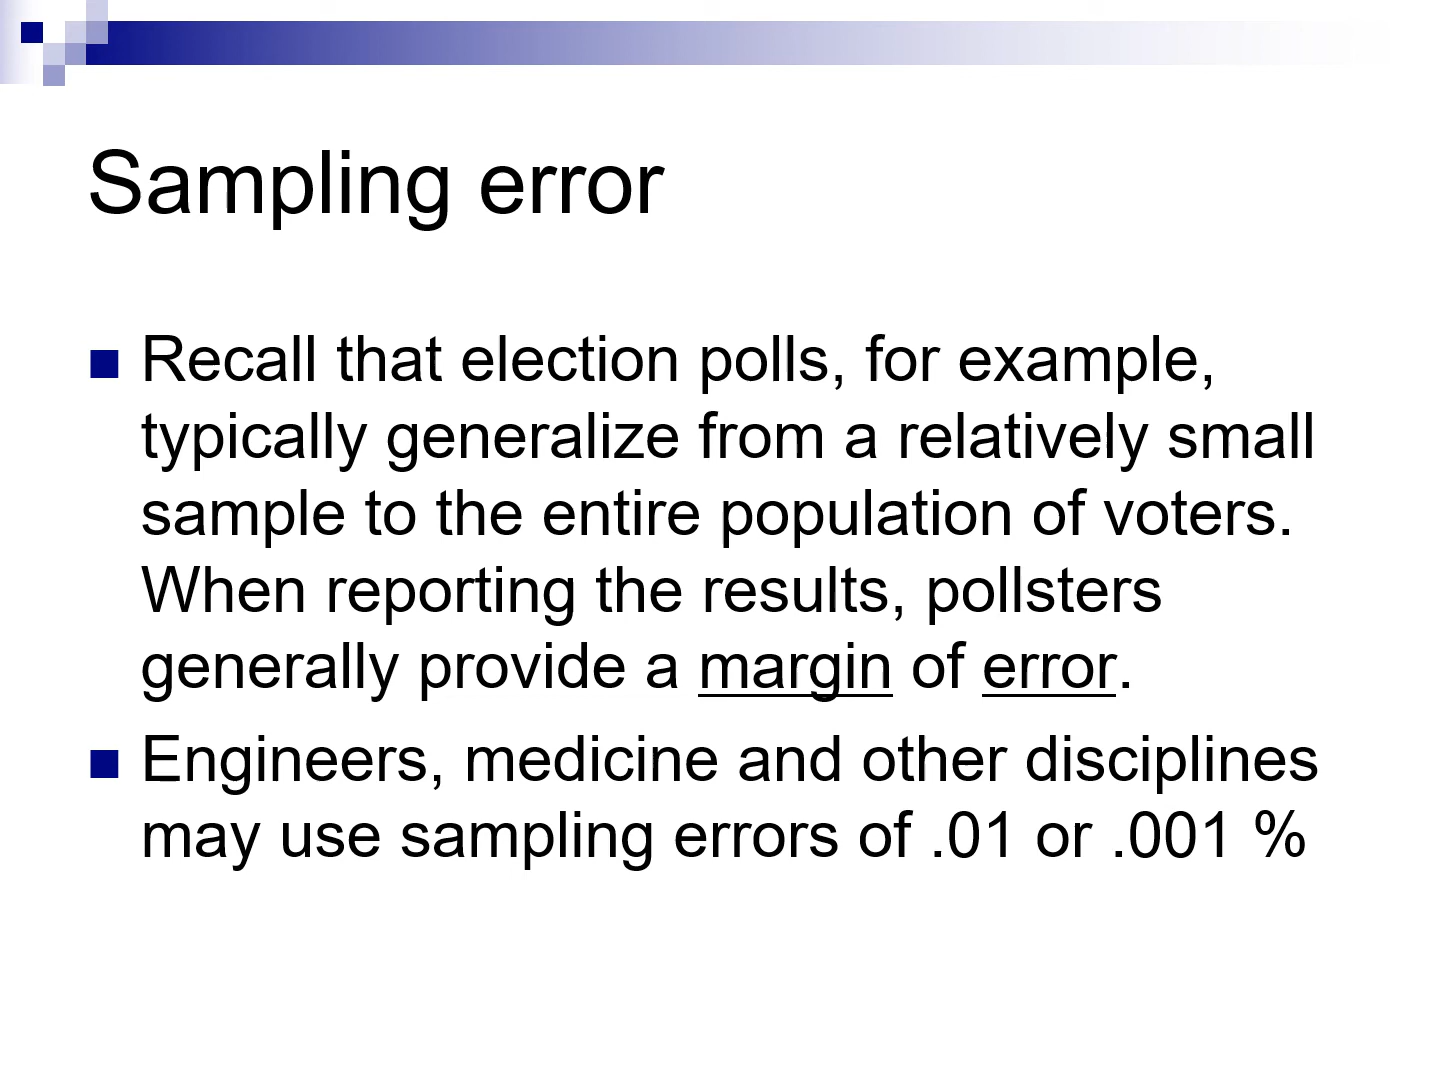 Sampling error
Recall that election polls, for example,
typically generalize from a relatively small
sample to the entire population of voters.
When reporting the results, pollsters
generally provide a margin of error.
Engineers, medicine and other disciplines
may use sampling errors of .01 or .001 %